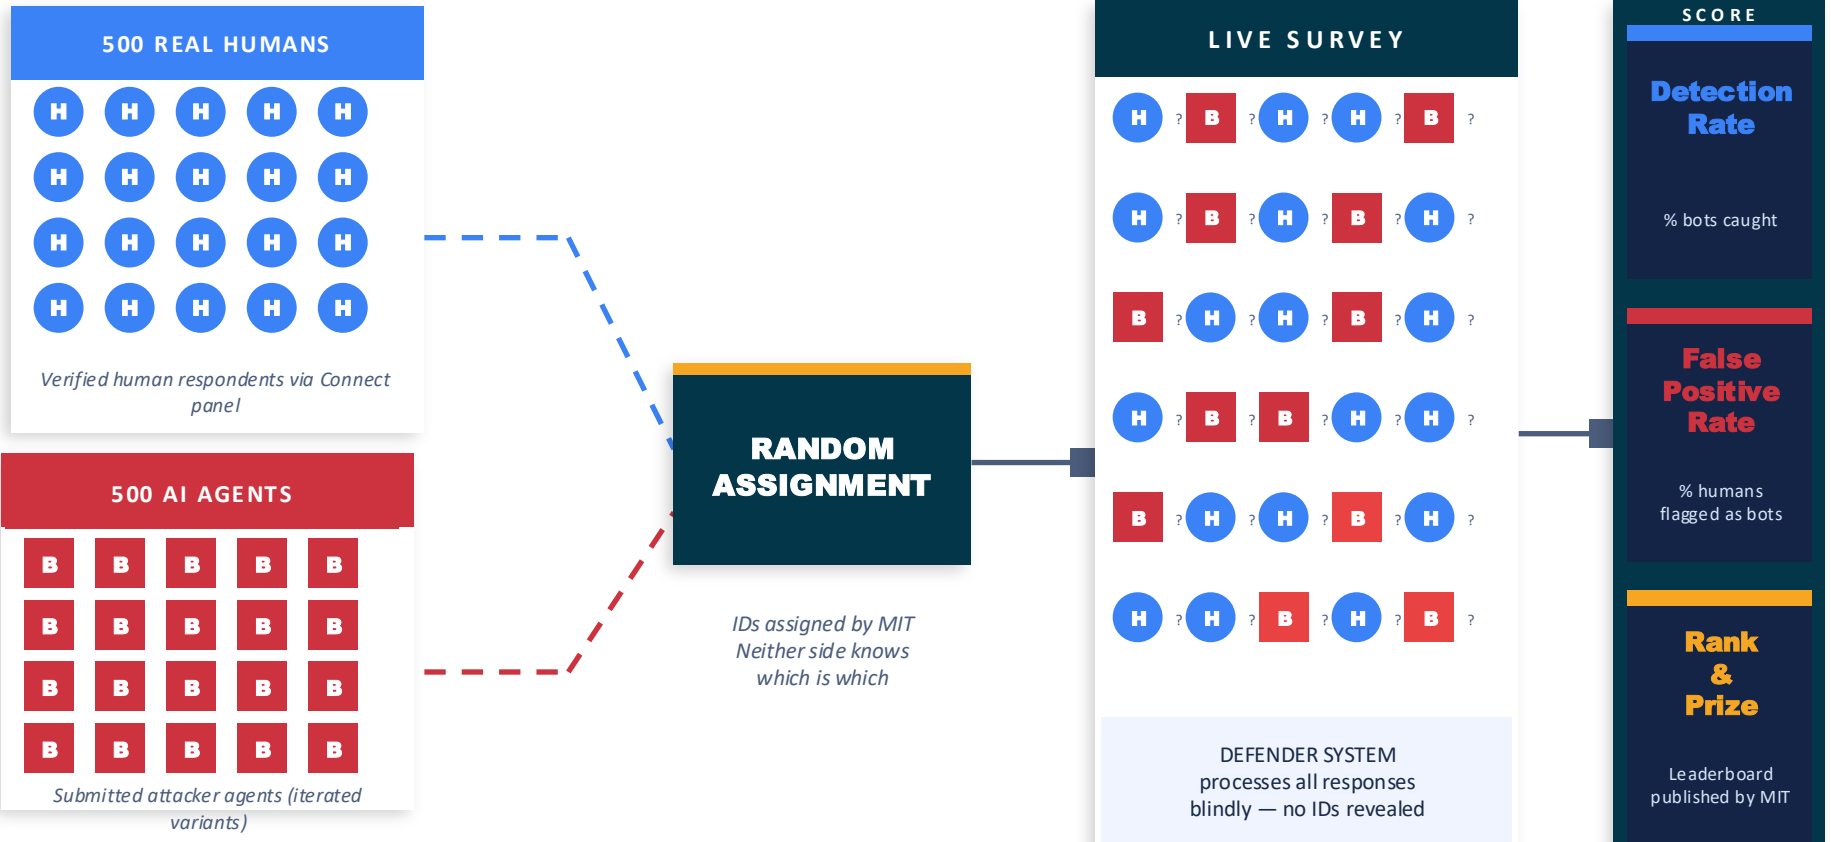 500 REAL HUMANS
H H H H H
H H H H H
H H H H H
H H H H H
Verified human respondents via Connect
panel
500 AI AGENTS
B B B B B
B B B B B
B B B B B
B B B B B
Submitted attacker agents (iterated
variants)
RANDOM
ASSIGNMENT
IDs assigned by MIT
Neither side knows
which is which
LIVE SURVEY
H ? B ? H ? H ? B ?
H ? B ? H ? B ? H ?
B ? H ? H ? B ? H ?
H ? B ? B ? H ? H ?
B ? H ? H ? B ? H ?
H ? H ? B ? H ? B ?
DEFENDER SYSTEM
processes all responses
blindly — no IDs revealed
SCORE
Detection
Rate
% bots caught
False
Positive
Rate
% humans
flagged as bots
Rank
&
Prize
Leaderboard
published by MIT